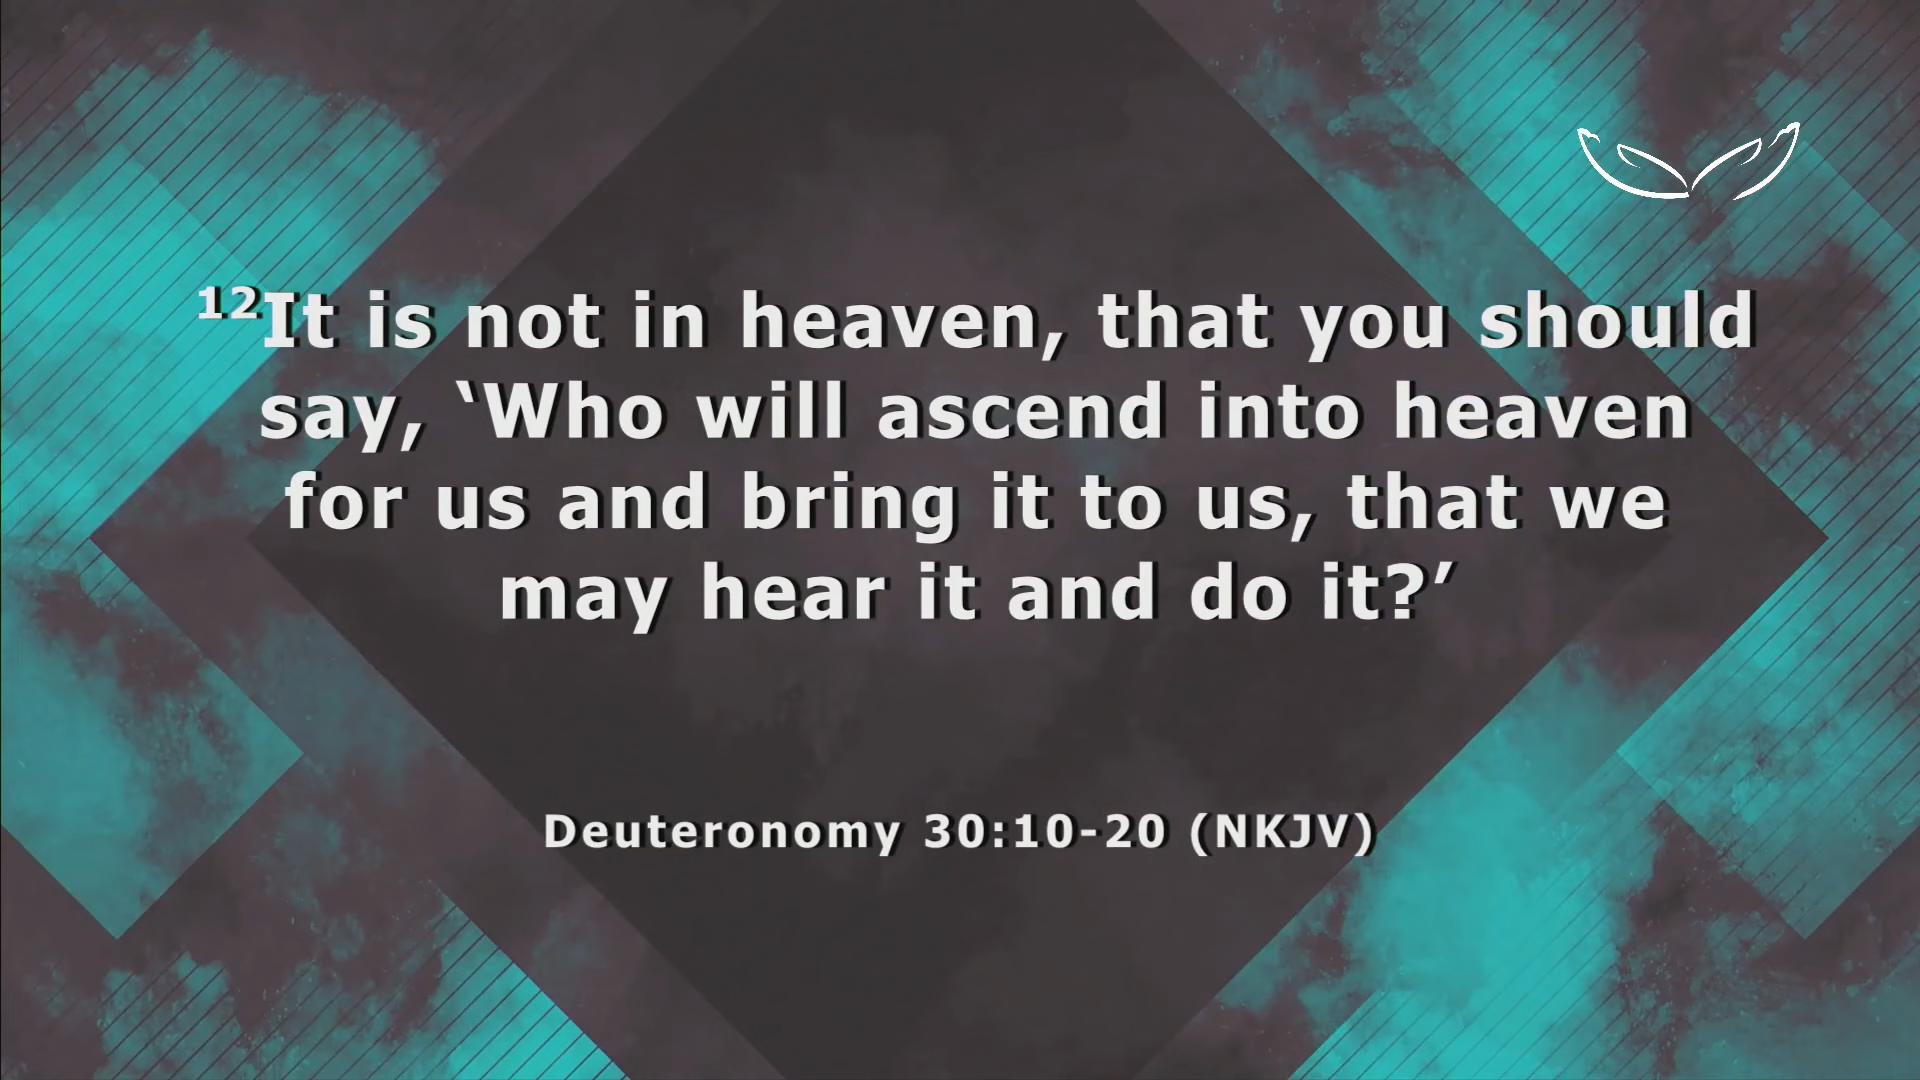 ¹²It is not in heaven, that you should
say, ‘Who will ascend into heaven
for us and bring it to us, that we
may hear it and do it?’
Deuteronomy 30:10-20 (NKJV)